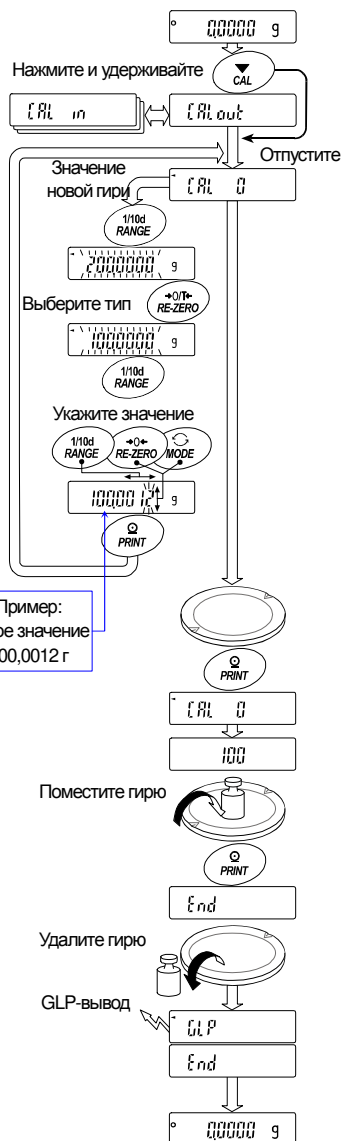 0.0000 g
Нажмите и удерживайте
CAL
CAL in
CAL out
Отпустите
Значение
новой гири
CAL 0
1/10d
RANGE
200.0000 g
Выберите тип
→0/T←
RE-ZERO
100.0000 g
1/10d
RANGE
Укажите значение
1/10d
RANGE
→0←
RE-ZERO
MODE
100.0012 g
PRINT
Пример:
ое значение
00,0012 г
PRINT
CAL 0
100
Поместите гирю
PRINT
End
Удалите гирю
GLP-вывод
GLP
End
0.0000 g